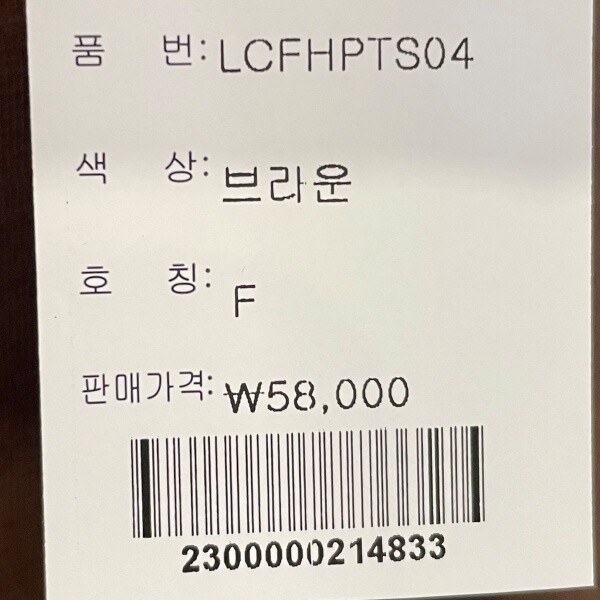 품 번: LCFHPTS04
색 상: 브라운
호 칭: F
판매가격: ₩58,000
2300000214833